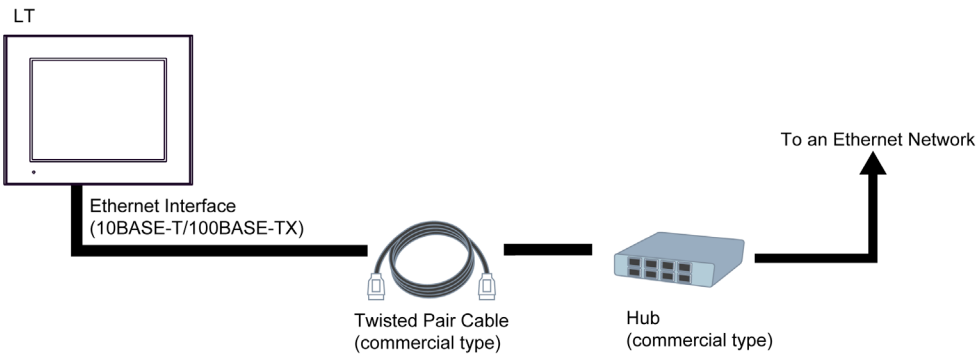 LT
To an Ethernet Network
Ethernet Interface
(10BASE-T/100BASE-TX)
Twisted Pair Cable
(commercial type)
Hub
(commercial type)